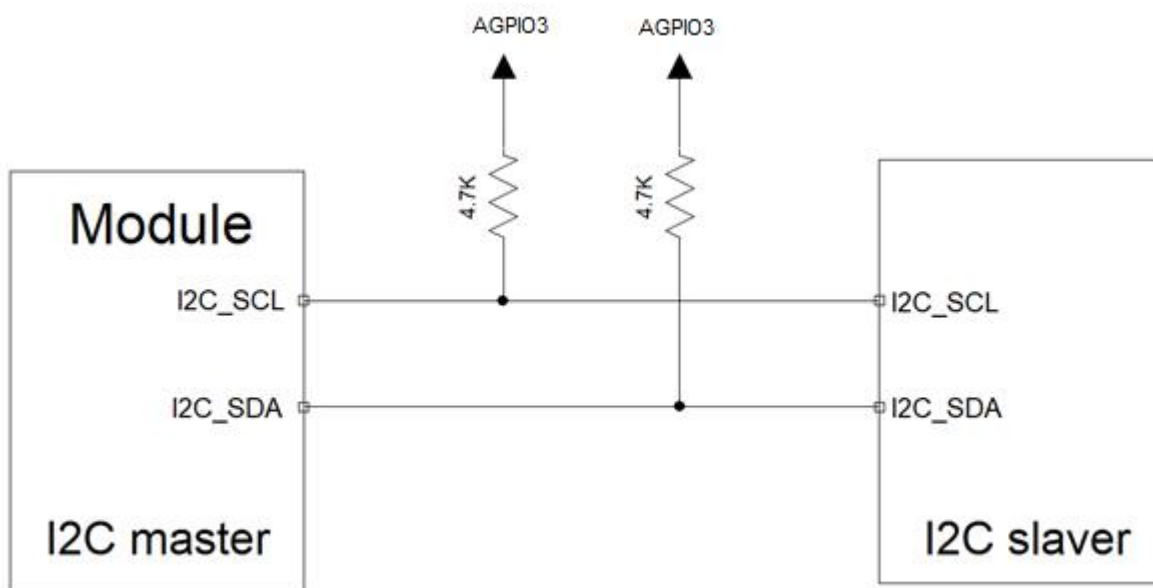 AGPIO3
AGPIO3
4.7K
4.7K
Module
I2C_SCL
I2C_SCL
I2C_SDA
I2C_SDA
I2C master
I2C slaver